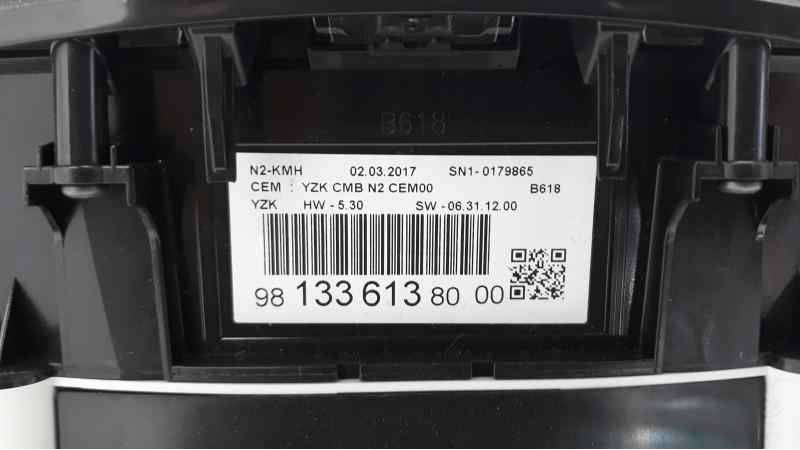 B618
N2-KMH 02.03.2017 SN1- 0179865
CEM : YZK CMB N2 CEM00 B618
YZK HW - 5.30 SW - 06.31.12.00
98 133 613 80 00